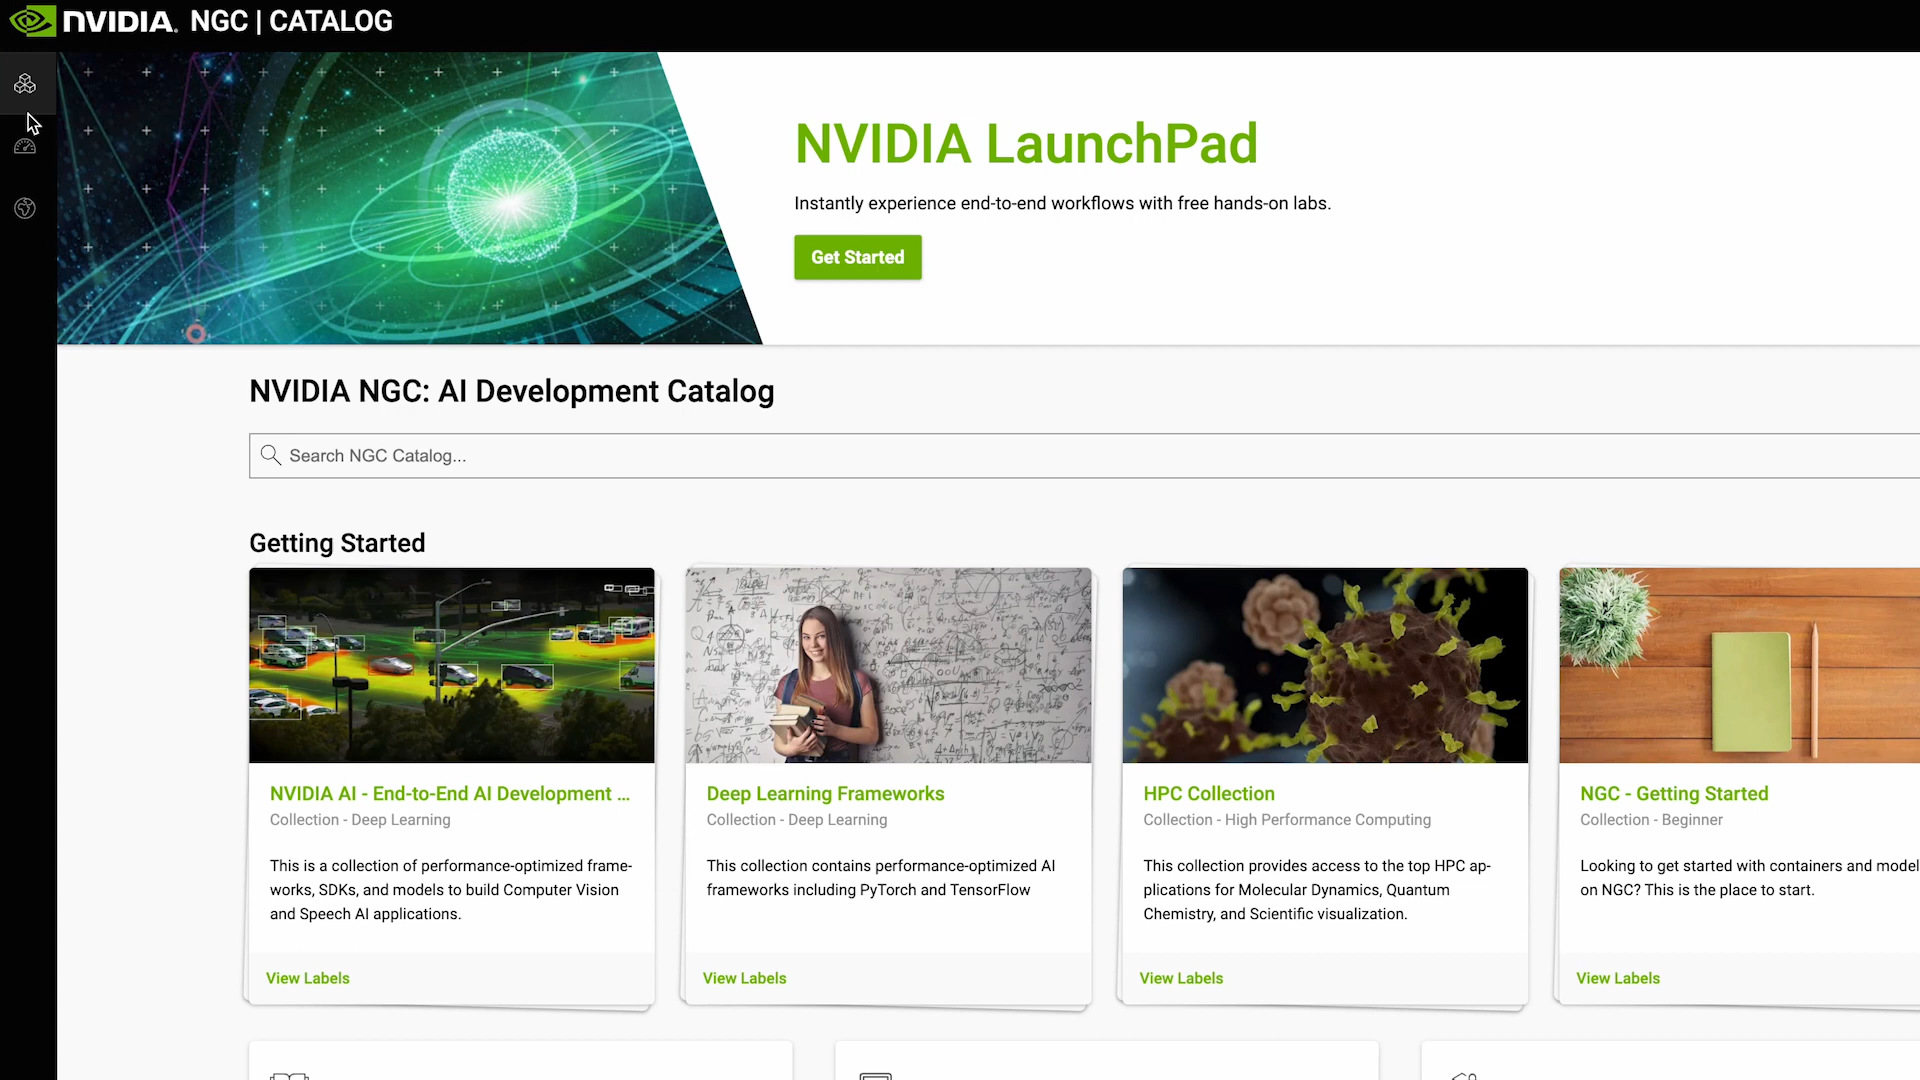 NVIDIA. NGC | CATALOG
NVIDIA LaunchPad
Instantly experience end-to-end workflows with free hands-on labs.
Get Started
NVIDIA NGC: AI Development Catalog
Search NGC Catalog...
Getting Started
NVIDIA AI - End-to-End AI Development ...
Collection - Deep Learning
This is a collection of performance-optimized frame-
works, SDKs, and models to build Computer Vision
and Speech AI applications.
View Labels
Deep Learning Frameworks
Collection - Deep Learning
This collection contains performance-optimized AI
frameworks including PyTorch and TensorFlow
View Labels
HPC Collection
Collection - High Performance Computing
This collection provides access to the top HPC ap-
plications for Molecular Dynamics, Quantum
Chemistry, and Scientific visualization.
View Labels
NGC - Getting Started
Collection - Beginner
Looking to get started with containers and model
on NGC? This is the place to start.
View Labels